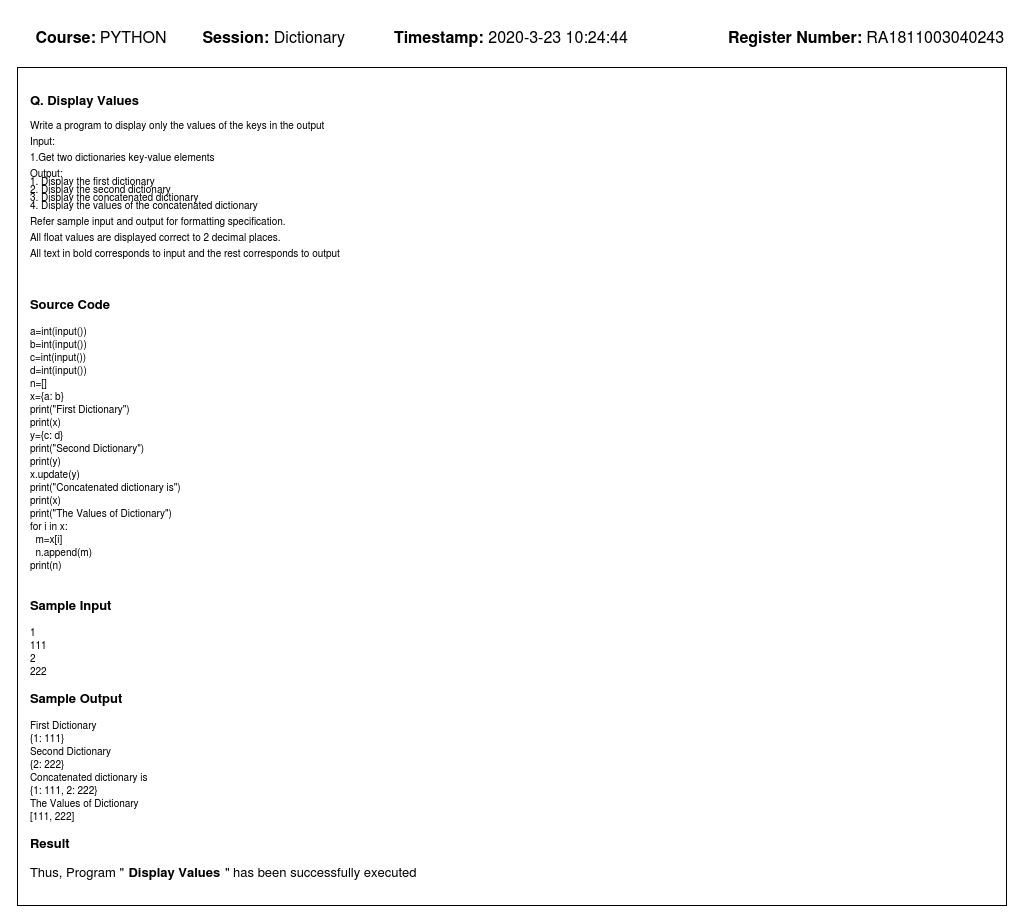 Course: PYTHON Session: Dictionary Timestamp: 2020-3-23 10:24:44 Register Number: RA1811003040243
Q. Display Values
Write a program to display only the values of the keys in the output
Input:
1.Get two dictionaries key-value elements
Output:
1. Display the first dictionary
2. Display the second dictionary
3. Display the concatenated dictionary
4. Display the values of the concatenated dictionary
Refer sample input and output for formatting specification.
All float values are displayed correct to 2 decimal places.
All text in bold corresponds to input and the rest corresponds to output
Source Code
a=int(input())
b=int(input())
c=int(input())
d=int(input())
n=[]
x={a: b}
print("First Dictionary")
print(x)
y={c: d}
print("Second Dictionary")
print(y)
x.update(y)
print("Concatenated dictionary is")
print(x)
print("The Values of Dictionary")
for i in x:
  m=x[i]
  n.append(m)
print(n)
Sample Input
1
111
2
222
Sample Output
First Dictionary
{1: 111}
Second Dictionary
{2: 222}
Concatenated dictionary is
{1: 111, 2: 222}
The Values of Dictionary
[111, 222]
Result
Thus, Program " Display Values " has been successfully executed